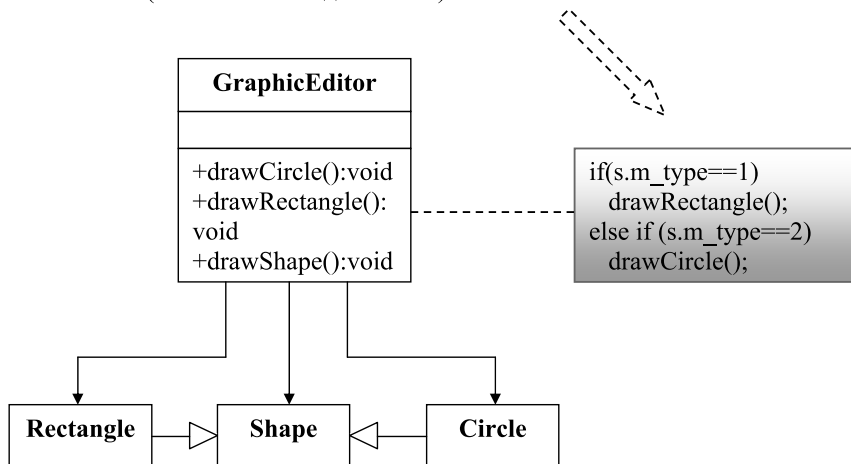 GraphicEditor
+drawCircle():void
+drawRectangle():
void
+drawShape():void
if(s.m_type==1)
drawRectangle();
else if (s.m_type==2)
drawCircle();
Rectangle
Shape
Circle